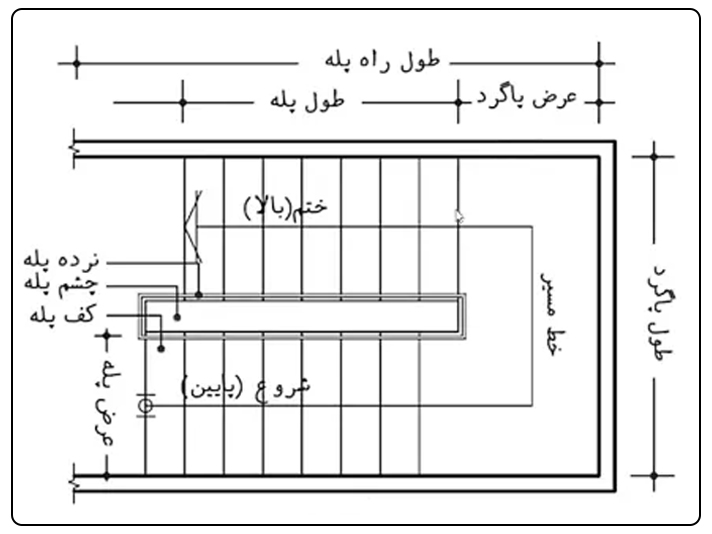 طول راه پله
طول پله
عرض پاگرد
ختم(بالا)
نرده پله
چشم پله
کف پله
خط مسیر
طول پاگرد
شروع (پایین)
عرض پله